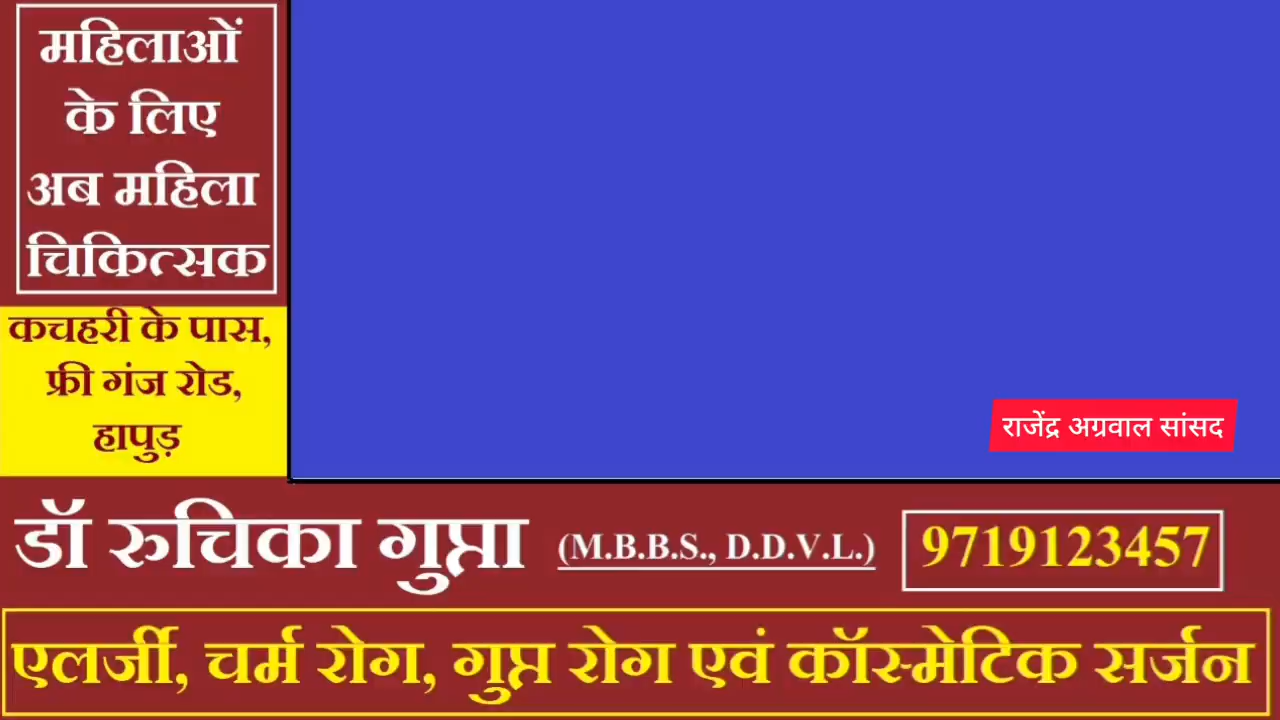 महिलाओं
के लिए
अब महिला
चिकित्सक
कचहरी के पास,
फ्री गंज रोड,
हापुड़
राजेंद्र अग्रवाल सांसद
डॉ रुचिका गुप्ता (M.B.B.S., D.D.V.L.) 9719123457
एलर्जी, चर्म रोग, गुप्त रोग एवं कॉस्मेटिक सर्जन